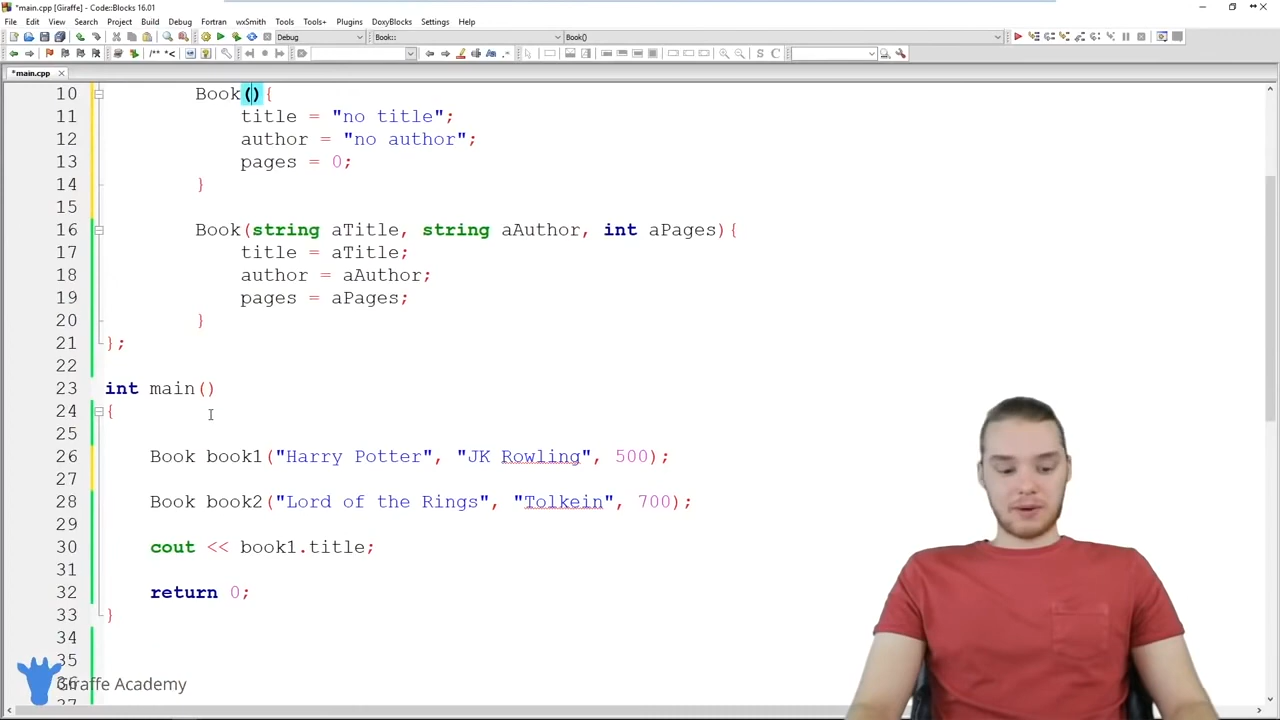 *main.cpp [Giraffe] - Code::Blocks 16.01
File Edit View Search Project Build Debug Fortran wxSmith Tools Tools+ Plugins DoxyBlocks Settings Help
Debug Book:: Book()
/** *<
S C
*main.cpp
10 Book(){
11 title = "no title";
12 author = "no author";
13 pages = 0;
14 }
15
16 Book(string aTitle, string aAuthor, int aPages){
17 title = aTitle;
18 author = aAuthor;
19 pages = aPages;
20 }
21 };
22
23 int main()
24 {
25
26 Book book1("Harry Potter", "JK Rowling", 500);
27
28 Book book2("Lord of the Rings", "Tolkein", 700);
29
30 cout << book1.title;
31
32 return 0;
33 }
34
35
36
Giraffe Academy